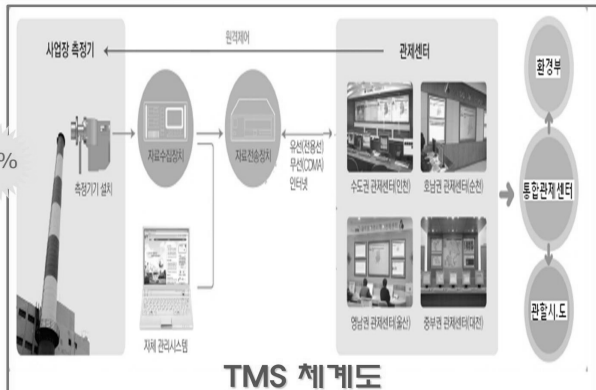 원격제어
사업장 측정기
관제센터
환경부
%
자료수집장치
자료전송장치
유선(전용선)
무선(CDMA)
인터넷
측정기기 설치
수도권 관제센터(인천)
호남권 관제센터(순천)
통합관제센터
영남권 관제센터(울산)
중부권 관제센터(대전)
관할시.도
자체 관리시스템
TMS 체계도